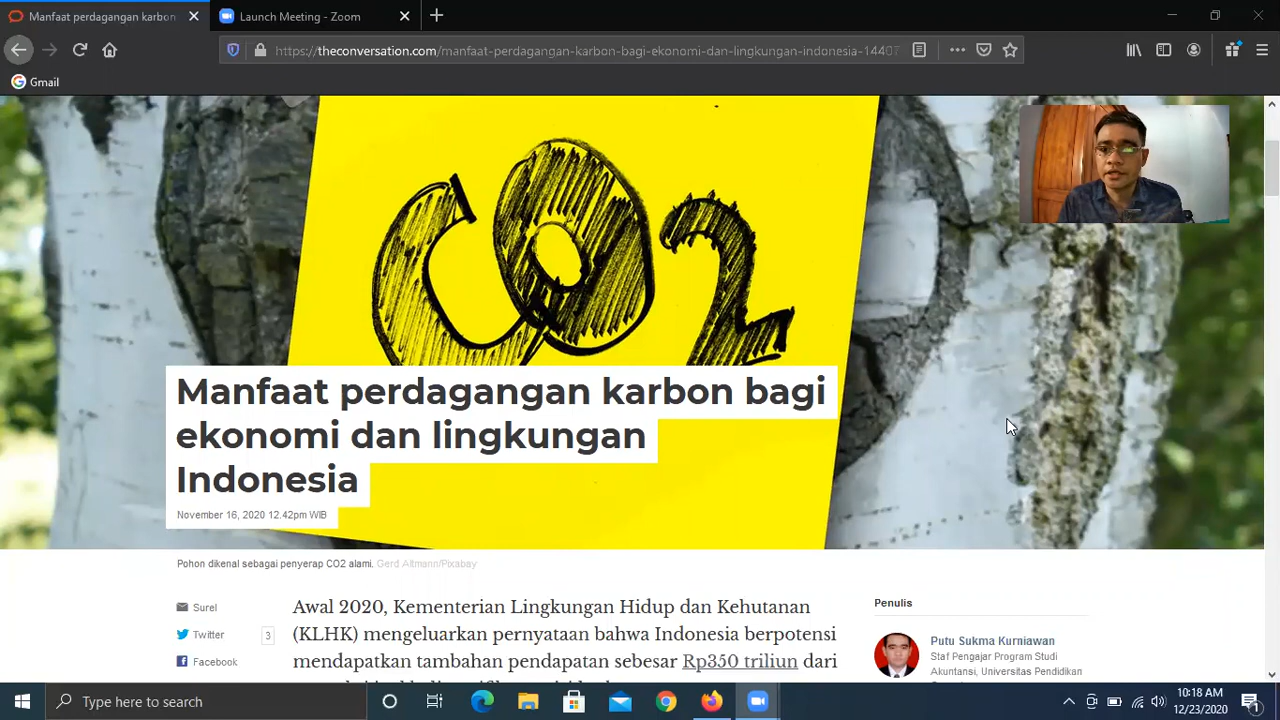 Manfaat perdagangan karbon
Launch Meeting - Zoom
https://theconversation.com/manfaat-perdagangan-karbon-bagi-ekonomi-dan-lingkungan-indonesia-1440
Gmail
CO2
Manfaat perdagangan karbon bagi
ekonomi dan lingkungan
Indonesia
November 16, 2020 12.42pm WIB
Pohon dikenal sebagai penyerap CO2 alami. Gerd Altmann/Pixabay
Surel
Twitter 3
Facebook
Awal 2020, Kementerian Lingkungan Hidup dan Kehutanan
(KLHK) mengeluarkan pernyataan bahwa Indonesia berpotensi
mendapatkan tambahan pendapatan sebesar Rp350 triliun dari
Penulis
Putu Sukma Kurniawan
Staf Pengajar Program Studi
Akuntansi, Universitas Pendidikan
Type here to search
10:18 AM
12/23/2020
1